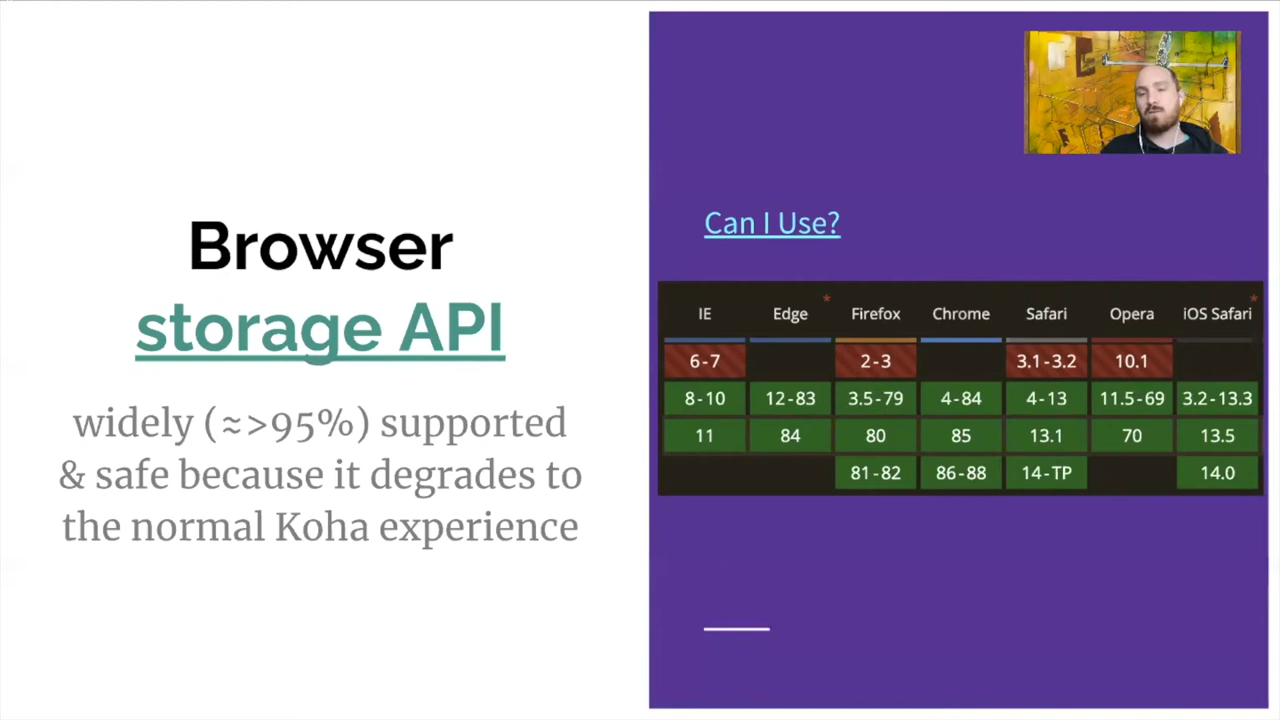 Browser
storage API
widely (≈>95%) supported
& safe because it degrades to
the normal Koha experience
Can I Use?
IE Edge * Firefox Chrome Safari Opera iOS Safari *
6-7 2-3 3.1-3.2 10.1
8-10 12-83 3.5-79 4-84 4-13 11.5-69 3.2-13.3
11 84 80 85 13.1 70 13.5
81-82 86-88 14-TP 14.0